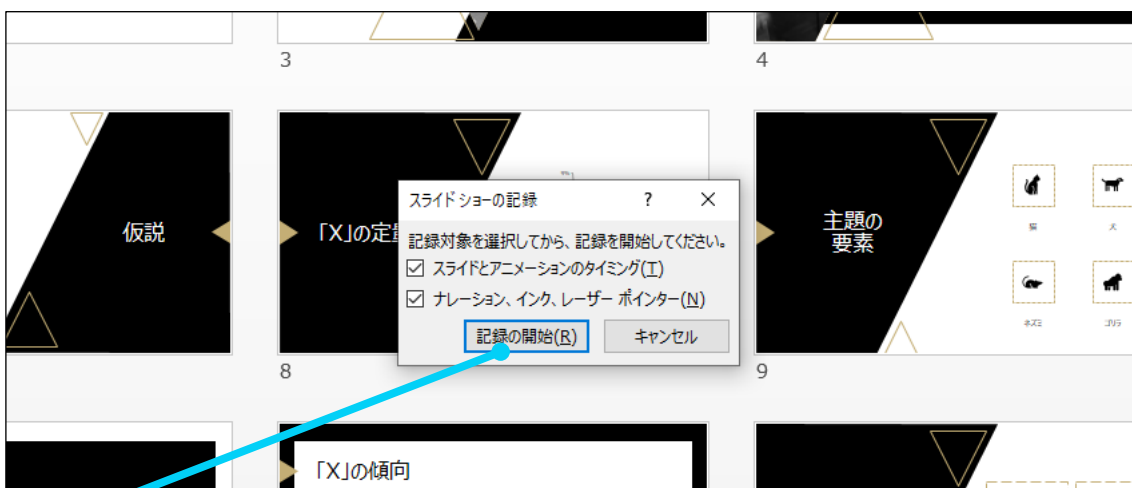 3
4
仮説
「X」の定
主題の
要素
猫
犬
ネズミ
ゴリラ
スライド ショーの記録
?
記録対象を選択してから、記録を開始してください。
スライドとアニメーションのタイミング(T)
ナレーション、インク、レーザー ポインター(N)
記録の開始(R)
キャンセル
8
9
「X」の傾向